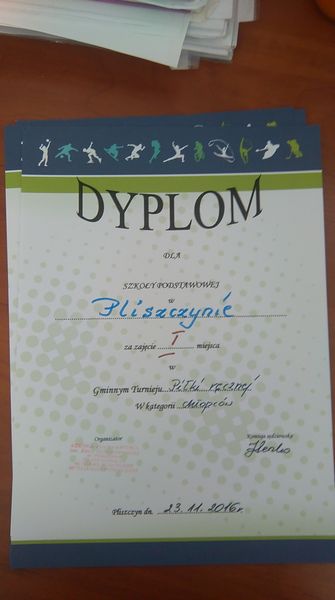 DYPLOM
DLA
SZKOŁY PODSTAWOWEJ
w
Pliszczynie
za zajęcie I miejsca
w
Gminnym Turnieju Piłki ręcznej
W kategorii chłopców
Organizator
Komisja sędziowska
Pliszczyn dn. 23.11.2016r.